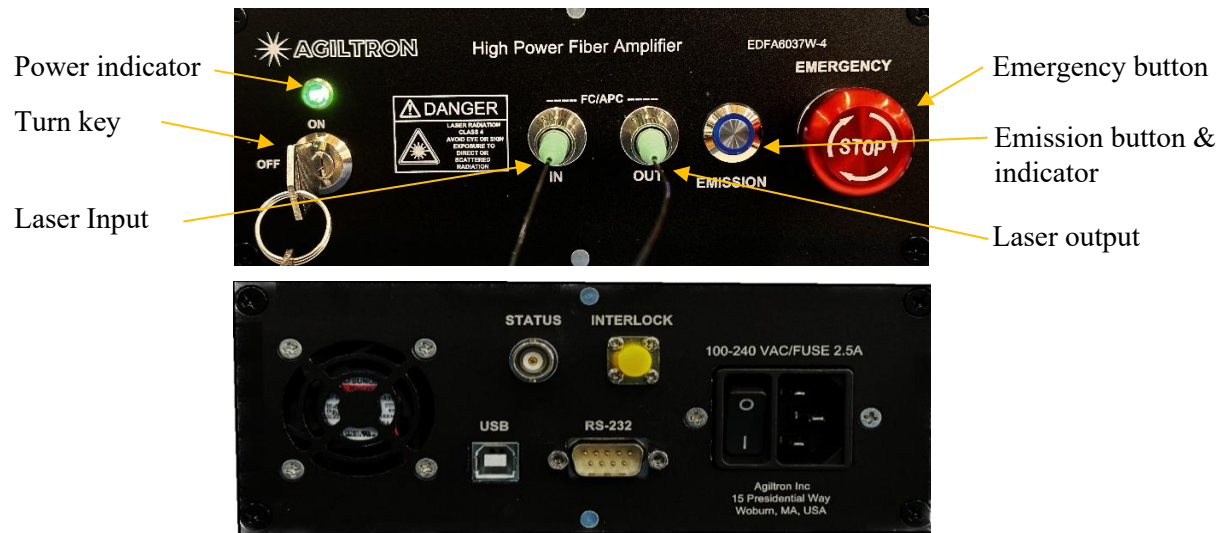 Power indicator
Turn key
Laser Input
AGILTRON
High Power Fiber Amplifier
EDFA6037W-4
EMERGENCY
ON
OFF
DANGER
LASER RADIATION
CLASS 4
AVOID EYE OR SKIN
EXPOSURE TO
DIRECT OR
SCATTERED
RADIATION
----- FC/APC -----
IN
OUT
EMISSION
STOP
Emergency button
Emission button &
indicator
Laser output
STATUS
INTERLOCK
100-240 VAC/FUSE 2.5A
USB
RS-232
O
I
Agiltron Inc
15 Presidential Way
Woburn, MA, USA